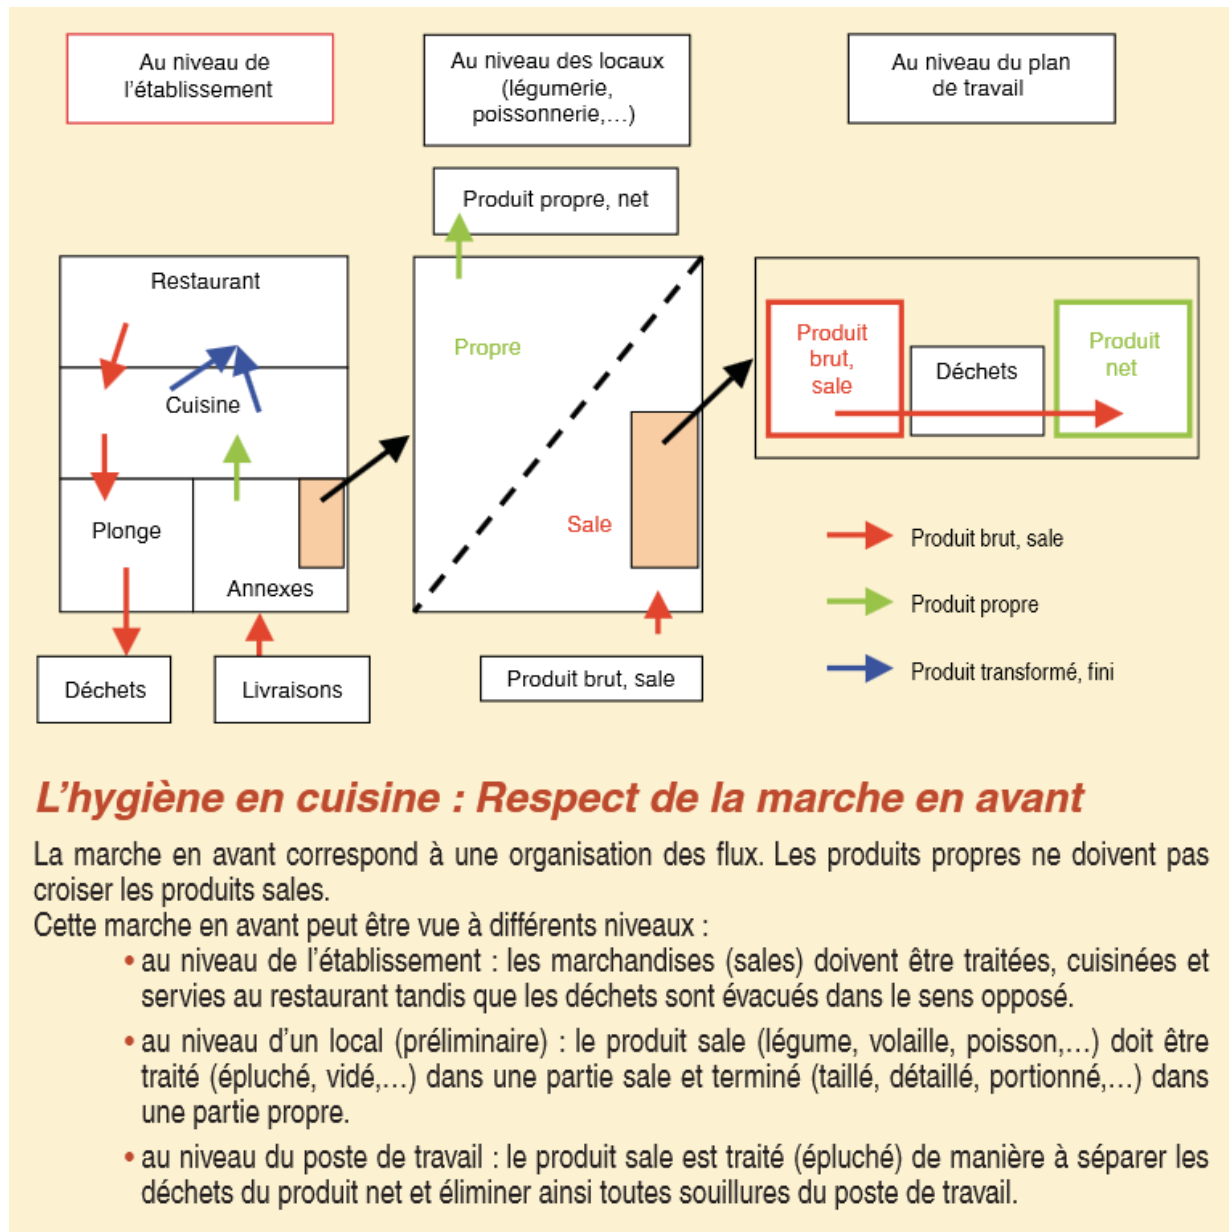 Au niveau de
l'établissement
Au niveau des locaux
(légumerie,
poissonnerie,...)
Au niveau du plan
de travail
Produit propre, net
Restaurant
Cuisine
Plonge
Annexes
Déchets
Livraisons
Propre
Sale
Produit brut, sale
Produit
brut,
sale
Déchets
Produit
net
Produit brut, sale
Produit propre
Produit transformé, fini
L'hygiène en cuisine : Respect de la marche en avant
La marche en avant correspond à une organisation des flux. Les produits propres ne doivent pas
croiser les produits sales.
Cette marche en avant peut être vue à différents niveaux :
• au niveau de l'établissement : les marchandises (sales) doivent être traitées, cuisinées et
servies au restaurant tandis que les déchets sont évacués dans le sens opposé.
• au niveau d'un local (préliminaire) : le produit sale (légume, volaille, poisson,...) doit être
traité (épluché, vidé,...) dans une partie sale et terminé (taillé, détaillé, portionné,...) dans
une partie propre.
• au niveau du poste de travail : le produit sale est traité (épluché) de manière à séparer les
déchets du produit net et éliminer ainsi toutes souillures du poste de travail.